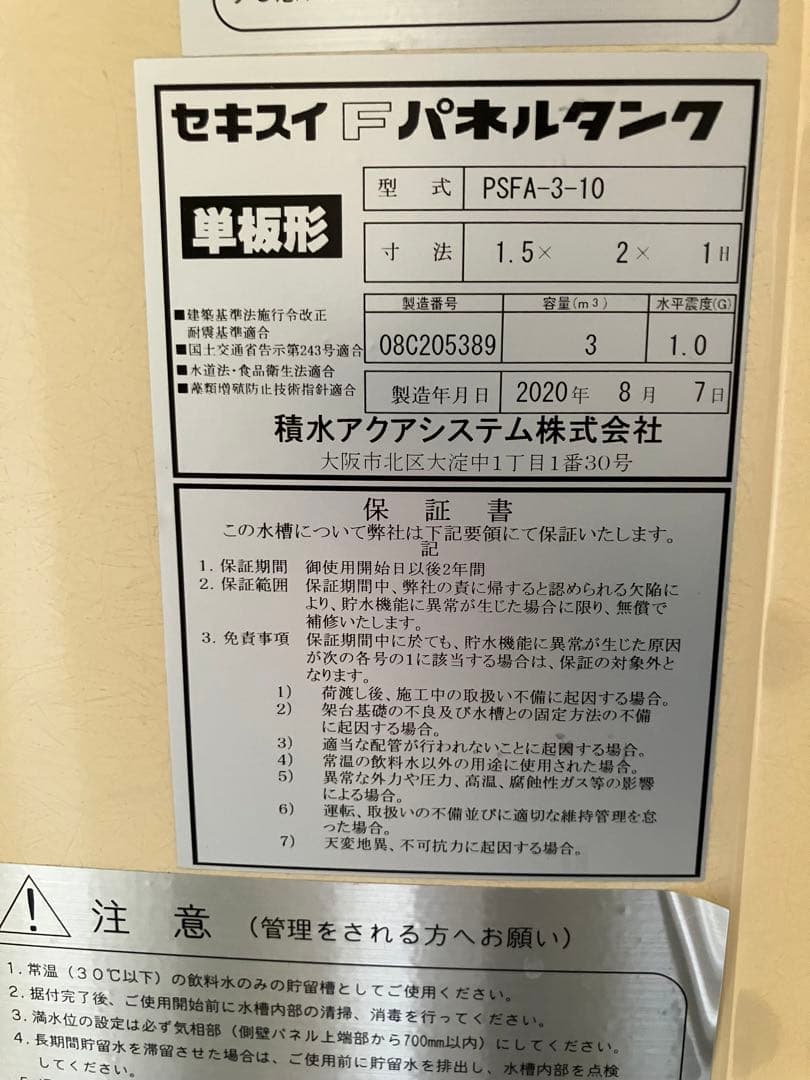 セキスイ Fパネルタンク
単板形
型 式 PSFA-3-10
寸 法 1.5× 2× 1H
■建築基準法施行令改正
耐震基準適合
■国土交通省告示第243号適合
■水道法・食品衛生法適合
■藻類増殖防止技術指針適合
製造番号 容量(m³) 水平震度(G)
08C205389 3 1.0
製造年月日 2020年 8月 7日
積水アクアシステム株式会社
大阪市北区大淀中1丁目1番30号
保 証 書
この水槽について弊社は下記要領にて保証いたします。
記
1. 保証期間 御使用開始日以後2年間
2. 保証範囲 保証期間中、弊社の責に帰すると認められる欠陥に
より、貯水機能に異常が生じた場合に限り、無償で
補修いたします。
3. 免責事項 保証期間中に於ても、貯水機能に異常が生じた原因
が次の各号の1に該当する場合は、保証の対象外と
なります。
1) 荷渡し後、施工中の取扱い不備に起因する場合。
2) 架台基礎の不良及び水槽との固定方法の不備
に起因する場合。
3) 適当な配管が行われないことに起因する場合。
4) 常温の飲料水以外の用途に使用された場合。
5) 異常な外力や圧力、高温、腐蝕性ガス等の影響
による場合。
6) 運転、取扱いの不備並びに適切な維持管理を怠
った場合。
7) 天変地異、不可抗力に起因する場合。
注 意 (管理をされる方へお願い)
1. 常温(30℃以下)の飲料水のみの貯留槽としてご使用ください。
2. 据付完了後、ご使用開始前に水槽内部の清掃、消毒を行ってください。
3. 満水位の設定は必ず気相部(側壁パネル上端部から700mm以内)にしてください。
4. 長期間貯留水を滞留させた場合は、ご使用前に貯留水を排出し、水槽内部を点検
してください。